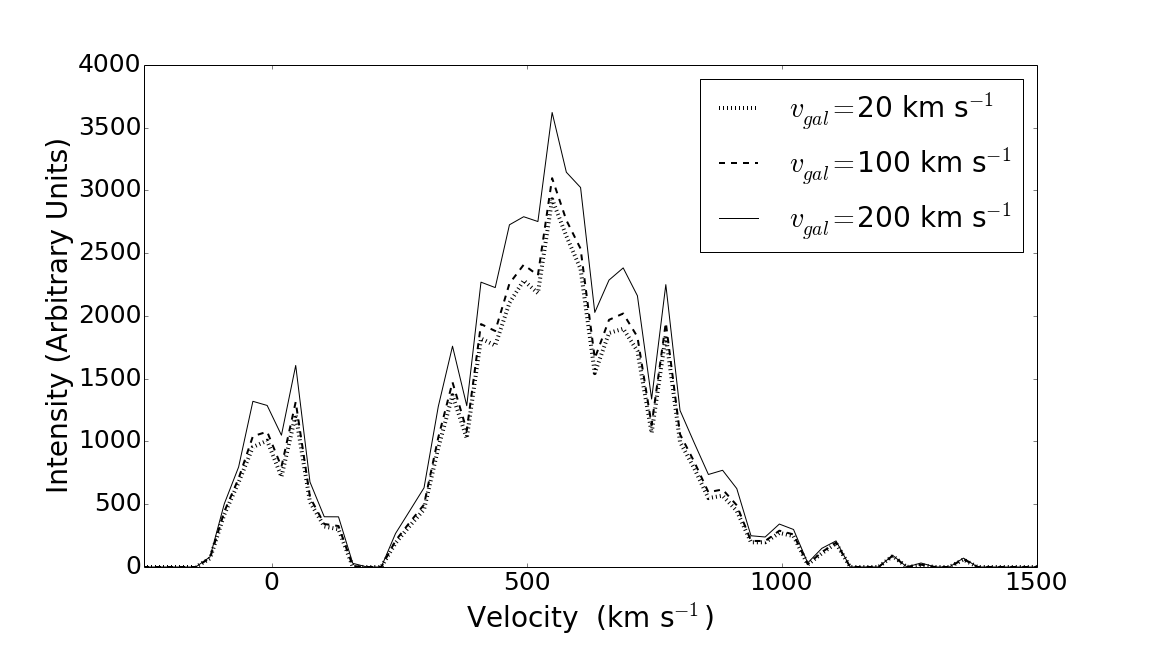 4000
3500
3000
2500
2000
1500
1000
500
0
Intensity (Arbitrary Units)
v_gal=20 km s⁻¹
v_gal=100 km s⁻¹
v_gal=200 km s⁻¹
0 500 1000 1500
Velocity (km s⁻¹)